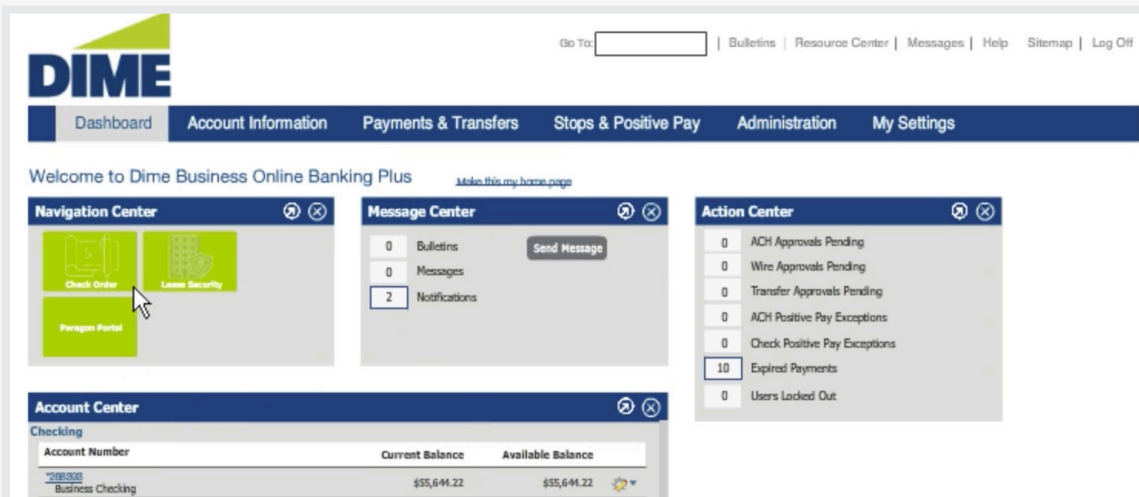 DIME
Go To: | Bulletins | Resource Center | Messages | Help Sitemap | Log Off
Dashboard Account Information Payments & Transfers Stops & Positive Pay Administration My Settings
Welcome to Dime Business Online Banking Plus Make this my home page
Navigation Center
Check Order
Lease Security
Paragon Portal
Message Center
0 Bulletins
0 Messages
2 Notifications
Send Message
Action Center
0 ACH Approvals Pending
0 Wire Approvals Pending
0 Transfer Approvals Pending
0 ACH Positive Pay Exceptions
0 Check Positive Pay Exceptions
10 Expired Payments
0 Users Locked Out
Account Center
Checking
Account Number Current Balance Available Balance
Business Checking $55,644.22 $55,644.22